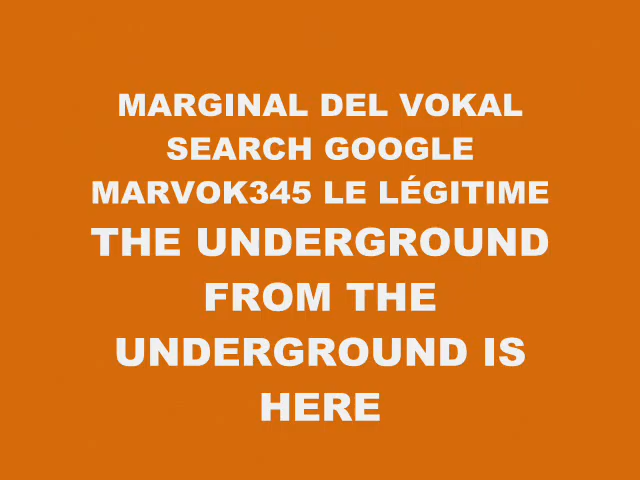 MARGINAL DEL VOKAL
SEARCH GOOGLE
MARVOK345 LE LÉGITIME
THE UNDERGROUND
FROM THE
UNDERGROUND IS
HERE